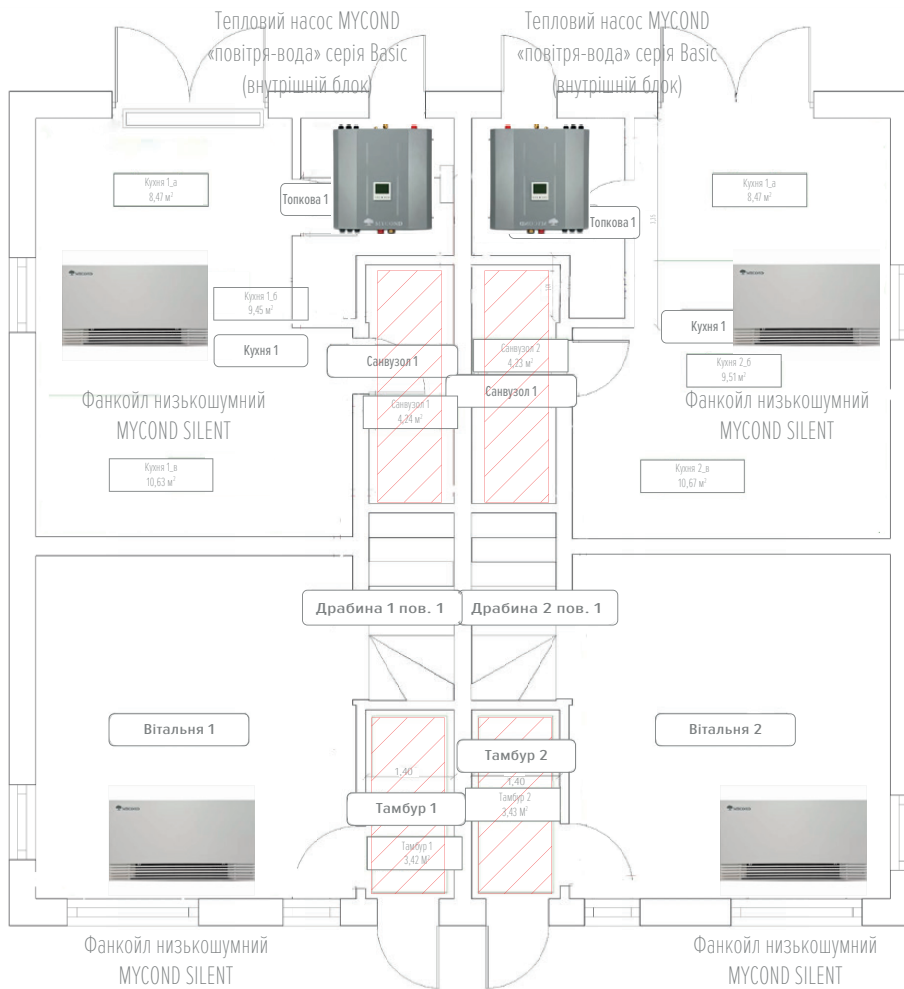 Тепловий насос MYCOND
«повітря-вода» серія Basic
(внутрішній блок)
Тепловий насос MYCOND
«повітря-вода» серія Basic
(внутрішній блок)
Кухня 1_а
8,47 м²
Топкова 1
Топкова 1
Кухня 1_а
8,47 м²
MYCOND
MYCOND
Кухня 1_б
9,45 м²
Кухня 1
Кухня 1
Санвузол 1
Санвузол 2
4,23 м²
Кухня 2_б
9,51 м²
Санвузол 1
Санвузол 1
4,24 м²
Фанкойл низькошумний
MYCOND SILENT
Фанкойл низькошумний
MYCOND SILENT
Кухня 1_в
10,63 м²
Кухня 2_в
10,67 м²
Драбина 1 пов. 1
Драбина 2 пов. 1
Вітальня 1
Вітальня 2
Тамбур 2
1,40
1,40
Тамбур 2
3,43 М²
Тамбур 1
Тамбур 1
3,42 М²
MYCOND
MYCOND
Фанкойл низькошумний
MYCOND SILENT
Фанкойл низькошумний
MYCOND SILENT